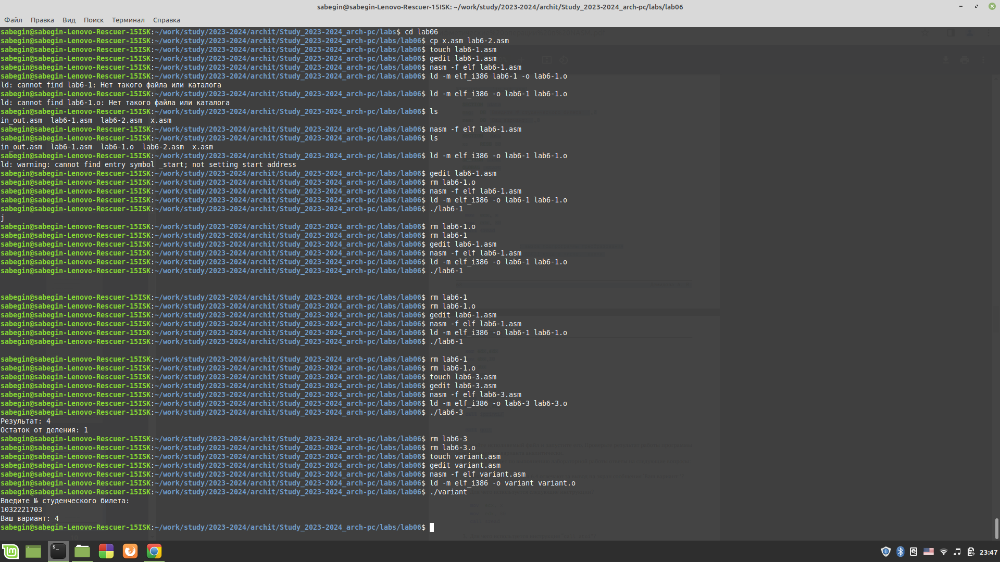 sabegin@sabegin-Lenovo-Rescuer-15ISK: ~/work/study/2023-2024/archit/Study_2023-2024_arch-pc/labs/lab06
Файл Правка Вид Поиск Терминал Справка
sabegin@sabegin-Lenovo-Rescuer-15ISK:~/work/study/2023-2024/archit/Study_2023-2024_arch-pc/labs$ cd lab06
sabegin@sabegin-Lenovo-Rescuer-15ISK:~/work/study/2023-2024/archit/Study_2023-2024_arch-pc/labs/lab06$ cp x.asm lab6-2.asm
sabegin@sabegin-Lenovo-Rescuer-15ISK:~/work/study/2023-2024/archit/Study_2023-2024_arch-pc/labs/lab06$ touch lab6-1.asm
sabegin@sabegin-Lenovo-Rescuer-15ISK:~/work/study/2023-2024/archit/Study_2023-2024_arch-pc/labs/lab06$ gedit lab6-1.asm
sabegin@sabegin-Lenovo-Rescuer-15ISK:~/work/study/2023-2024/archit/Study_2023-2024_arch-pc/labs/lab06$ nasm -f elf lab6-1.asm
sabegin@sabegin-Lenovo-Rescuer-15ISK:~/work/study/2023-2024/archit/Study_2023-2024_arch-pc/labs/lab06$ ld -m elf_i386 lab6-1 -o lab6-1.o
ld: cannot find lab6-1: Нет такого файла или каталога
sabegin@sabegin-Lenovo-Rescuer-15ISK:~/work/study/2023-2024/archit/Study_2023-2024_arch-pc/labs/lab06$ ld -m elf_i386 -o lab6-1 lab6-1.o
ld: cannot find lab6-1.o: Нет такого файла или каталога
sabegin@sabegin-Lenovo-Rescuer-15ISK:~/work/study/2023-2024/archit/Study_2023-2024_arch-pc/labs/lab06$ ls
in_out.asm  lab6-1.asm  lab6-2.asm  x.asm
sabegin@sabegin-Lenovo-Rescuer-15ISK:~/work/study/2023-2024/archit/Study_2023-2024_arch-pc/labs/lab06$ nasm -f elf lab6-1.asm
sabegin@sabegin-Lenovo-Rescuer-15ISK:~/work/study/2023-2024/archit/Study_2023-2024_arch-pc/labs/lab06$ ls
in_out.asm  lab6-1.asm  lab6-1.o  lab6-2.asm  x.asm
sabegin@sabegin-Lenovo-Rescuer-15ISK:~/work/study/2023-2024/archit/Study_2023-2024_arch-pc/labs/lab06$ ld -m elf_i386 -o lab6-1 lab6-1.o
ld: warning: cannot find entry symbol _start; not setting start address
sabegin@sabegin-Lenovo-Rescuer-15ISK:~/work/study/2023-2024/archit/Study_2023-2024_arch-pc/labs/lab06$ gedit lab6-1.asm
sabegin@sabegin-Lenovo-Rescuer-15ISK:~/work/study/2023-2024/archit/Study_2023-2024_arch-pc/labs/lab06$ rm lab6-1.o
sabegin@sabegin-Lenovo-Rescuer-15ISK:~/work/study/2023-2024/archit/Study_2023-2024_arch-pc/labs/lab06$ nasm -f elf lab6-1.asm
sabegin@sabegin-Lenovo-Rescuer-15ISK:~/work/study/2023-2024/archit/Study_2023-2024_arch-pc/labs/lab06$ ld -m elf_i386 -o lab6-1 lab6-1.o
sabegin@sabegin-Lenovo-Rescuer-15ISK:~/work/study/2023-2024/archit/Study_2023-2024_arch-pc/labs/lab06$ ./lab6-1
j
sabegin@sabegin-Lenovo-Rescuer-15ISK:~/work/study/2023-2024/archit/Study_2023-2024_arch-pc/labs/lab06$ rm lab6-1.o
sabegin@sabegin-Lenovo-Rescuer-15ISK:~/work/study/2023-2024/archit/Study_2023-2024_arch-pc/labs/lab06$ rm lab6-1
sabegin@sabegin-Lenovo-Rescuer-15ISK:~/work/study/2023-2024/archit/Study_2023-2024_arch-pc/labs/lab06$ gedit lab6-1.asm
sabegin@sabegin-Lenovo-Rescuer-15ISK:~/work/study/2023-2024/archit/Study_2023-2024_arch-pc/labs/lab06$ nasm -f elf lab6-1.asm
sabegin@sabegin-Lenovo-Rescuer-15ISK:~/work/study/2023-2024/archit/Study_2023-2024_arch-pc/labs/lab06$ ld -m elf_i386 -o lab6-1 lab6-1.o
sabegin@sabegin-Lenovo-Rescuer-15ISK:~/work/study/2023-2024/archit/Study_2023-2024_arch-pc/labs/lab06$ ./lab6-1
sabegin@sabegin-Lenovo-Rescuer-15ISK:~/work/study/2023-2024/archit/Study_2023-2024_arch-pc/labs/lab06$ rm lab6-1
sabegin@sabegin-Lenovo-Rescuer-15ISK:~/work/study/2023-2024/archit/Study_2023-2024_arch-pc/labs/lab06$ rm lab6-1.o
sabegin@sabegin-Lenovo-Rescuer-15ISK:~/work/study/2023-2024/archit/Study_2023-2024_arch-pc/labs/lab06$ gedit lab6-1.asm
sabegin@sabegin-Lenovo-Rescuer-15ISK:~/work/study/2023-2024/archit/Study_2023-2024_arch-pc/labs/lab06$ nasm -f elf lab6-1.asm
sabegin@sabegin-Lenovo-Rescuer-15ISK:~/work/study/2023-2024/archit/Study_2023-2024_arch-pc/labs/lab06$ ld -m elf_i386 -o lab6-1 lab6-1.o
sabegin@sabegin-Lenovo-Rescuer-15ISK:~/work/study/2023-2024/archit/Study_2023-2024_arch-pc/labs/lab06$ ./lab6-1
sabegin@sabegin-Lenovo-Rescuer-15ISK:~/work/study/2023-2024/archit/Study_2023-2024_arch-pc/labs/lab06$ rm lab6-1
sabegin@sabegin-Lenovo-Rescuer-15ISK:~/work/study/2023-2024/archit/Study_2023-2024_arch-pc/labs/lab06$ rm lab6-1.o
sabegin@sabegin-Lenovo-Rescuer-15ISK:~/work/study/2023-2024/archit/Study_2023-2024_arch-pc/labs/lab06$ touch lab6-3.asm
sabegin@sabegin-Lenovo-Rescuer-15ISK:~/work/study/2023-2024/archit/Study_2023-2024_arch-pc/labs/lab06$ gedit lab6-3.asm
sabegin@sabegin-Lenovo-Rescuer-15ISK:~/work/study/2023-2024/archit/Study_2023-2024_arch-pc/labs/lab06$ nasm -f elf lab6-3.asm
sabegin@sabegin-Lenovo-Rescuer-15ISK:~/work/study/2023-2024/archit/Study_2023-2024_arch-pc/labs/lab06$ ld -m elf_i386 -o lab6-3 lab6-3.o
sabegin@sabegin-Lenovo-Rescuer-15ISK:~/work/study/2023-2024/archit/Study_2023-2024_arch-pc/labs/lab06$ ./lab6-3
Результат: 4
Остаток от деления: 1
sabegin@sabegin-Lenovo-Rescuer-15ISK:~/work/study/2023-2024/archit/Study_2023-2024_arch-pc/labs/lab06$ rm lab6-3
sabegin@sabegin-Lenovo-Rescuer-15ISK:~/work/study/2023-2024/archit/Study_2023-2024_arch-pc/labs/lab06$ rm lab6-3.o
sabegin@sabegin-Lenovo-Rescuer-15ISK:~/work/study/2023-2024/archit/Study_2023-2024_arch-pc/labs/lab06$ touch variant.asm
sabegin@sabegin-Lenovo-Rescuer-15ISK:~/work/study/2023-2024/archit/Study_2023-2024_arch-pc/labs/lab06$ gedit variant.asm
sabegin@sabegin-Lenovo-Rescuer-15ISK:~/work/study/2023-2024/archit/Study_2023-2024_arch-pc/labs/lab06$ nasm -f elf variant.asm
sabegin@sabegin-Lenovo-Rescuer-15ISK:~/work/study/2023-2024/archit/Study_2023-2024_arch-pc/labs/lab06$ ld -m elf_i386 -o variant variant.o
sabegin@sabegin-Lenovo-Rescuer-15ISK:~/work/study/2023-2024/archit/Study_2023-2024_arch-pc/labs/lab06$ ./variant
Введите № студенческого билета:
1032221703
Ваш вариант: 4
sabegin@sabegin-Lenovo-Rescuer-15ISK:~/work/study/2023-2024/archit/Study_2023-2024_arch-pc/labs/lab06$
23:47